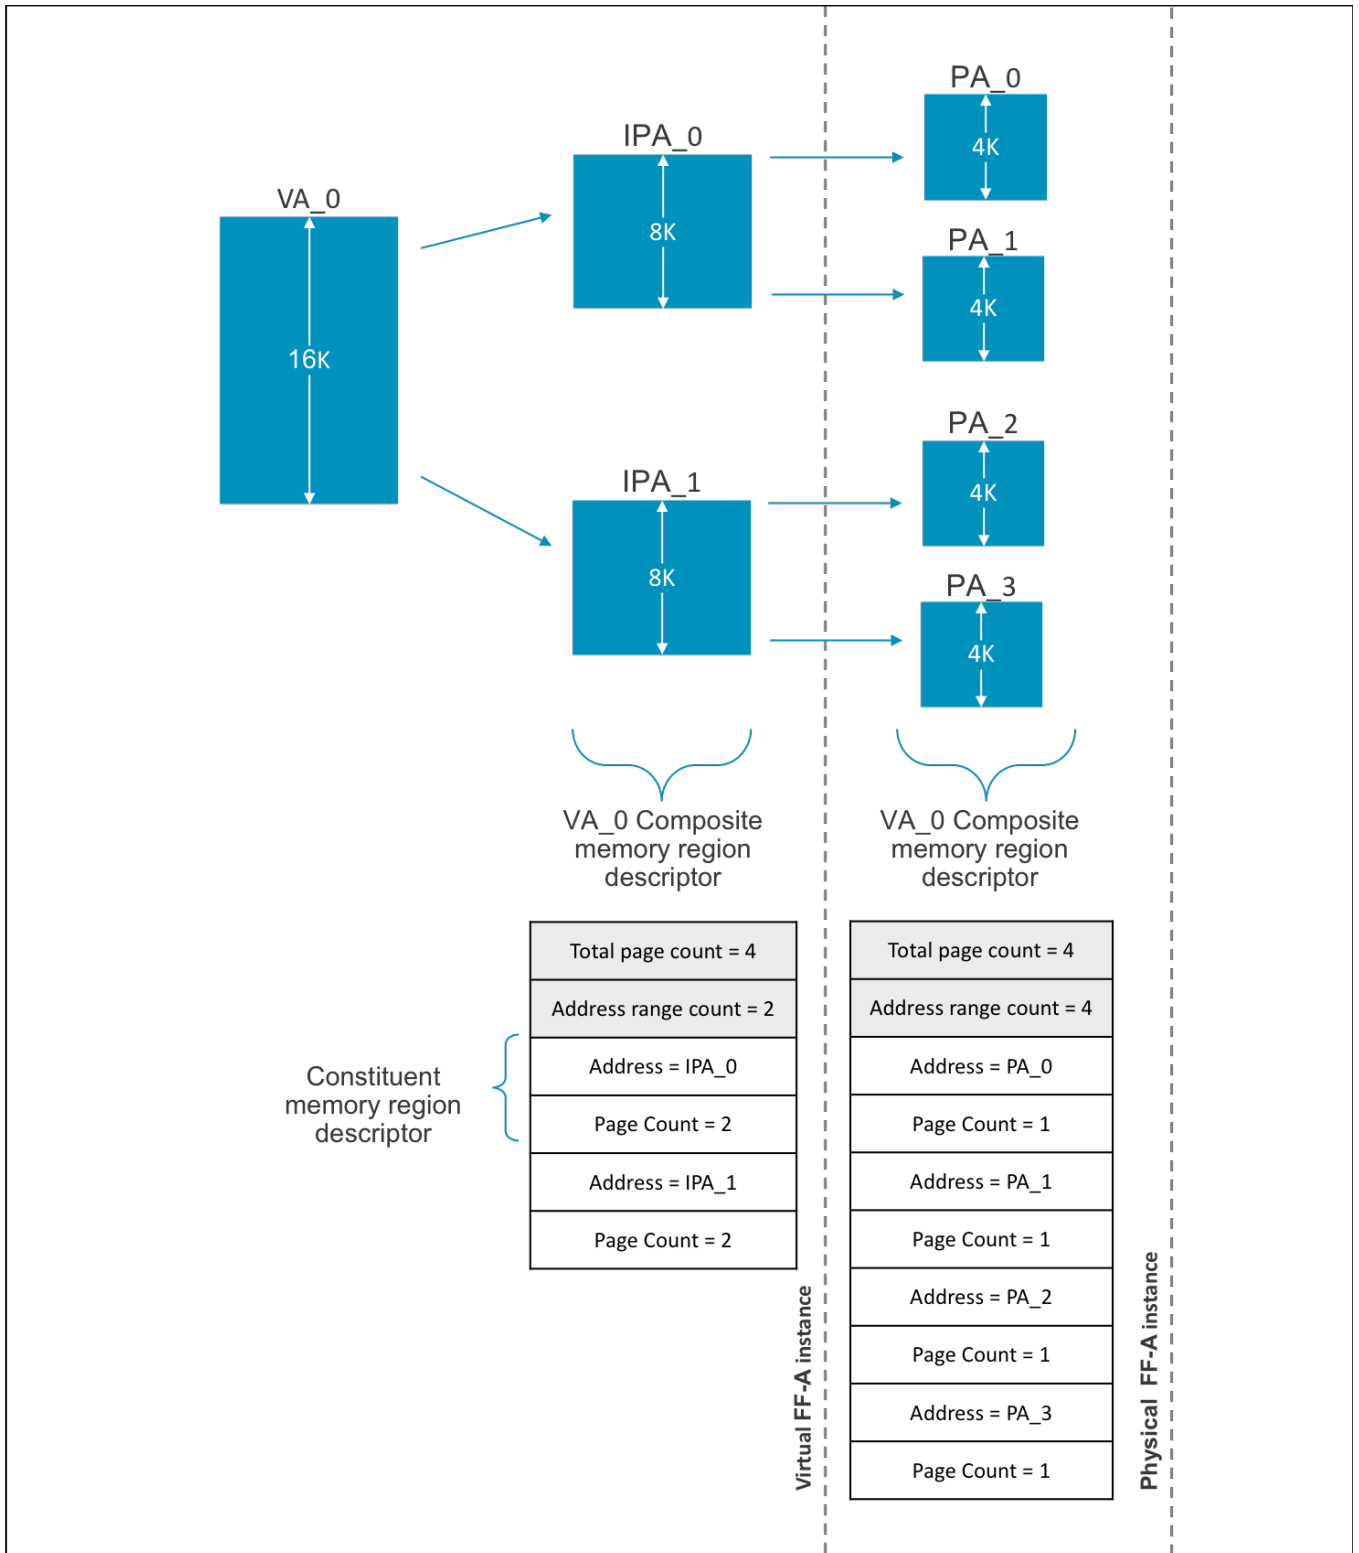 PA_0
4K
IPA_0
8K
VA_0
16K
PA_1
4K
PA_2
4K
IPA_1
8K
PA_3
4K
VA_0 Composite
memory region
descriptor
VA_0 Composite
memory region
descriptor
Total page count = 4
Address range count = 2
Address = IPA_0
Page Count = 2
Address = IPA_1
Page Count = 2
Constituent
memory region
descriptor
Total page count = 4
Address range count = 4
Address = PA_0
Page Count = 1
Address = PA_1
Page Count = 1
Address = PA_2
Page Count = 1
Address = PA_3
Page Count = 1
Virtual FF-A instance
Physical FF-A instance